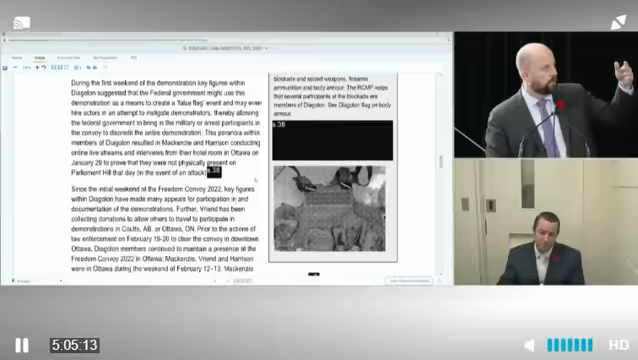 During the first weekend of the demonstration key figures within
Diagolon suggested that the Federal government might use this
demonstration as a means to create a 'false flag' event and may even
hire actors in an attempt to instigate demonstrators, thereby allowing
the federal government to bring in the military or arrest participants in
the convoy to discredit the entire demonstration. This paranoia within
members of Diagolon resulted in Mackenzie and Harrison conducting
online live streams and interviews from their hotel room in Ottawa on
January 29 to prove that they were not physically present on
Parliament Hill that day (in the event of an attack) s.38
Since the initial weekend of the Freedom Convoy 2022, key figures
within Diagolon have made many appeals for participation in and
documentation of the demonstrations. Further, Vriend has been
collecting donations to allow others to travel to participate in
demonstrations in Coutts, AB, or Ottawa, ON. Prior to the actions of
law enforcement on February 19-20 to clear the convoy in downtown
Ottawa, Diagolon members continued to maintain a presence at the
Freedom Convoy 2022 in Ottawa, Mackenzie, Vriend and Harrison
were in Ottawa during the weekend of February 12-13. Mackenzie
blockade and seized weapons, firearms
ammunition and body armour. The RCMP notes
that several participants at the blockade are
members of Diagolon. See Diagolon flag on body
armour.
s.38
5:05:13
HD